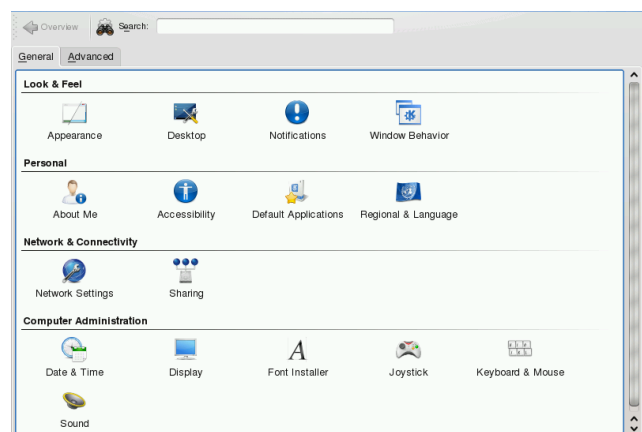 Overview Search:
General Advanced
Look & Feel
Appearance Desktop Notifications Window Behavior
Personal
About Me Accessibility Default Applications Regional & Language
Network & Connectivity
Network Settings Sharing
Computer Administration
Date & Time Display Font Installer Joystick Keyboard & Mouse
Sound